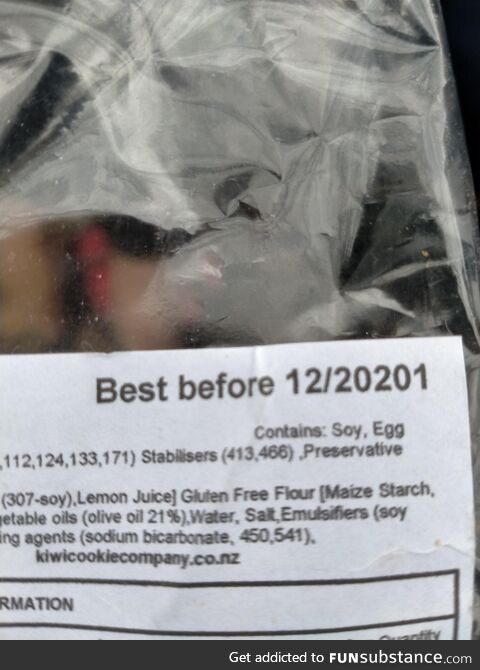 Best before 12/20201
Contains: Soy, Egg
,112,124,133,171) Stabilisers (413,466) ,Preservative
(307-soy),Lemon Juice] Gluten Free Flour [Maize Starch,
getable oils (olive oil 21%),Water, Salt,Emulsifiers (soy
ing agents (sodium bicarbonate, 450,541),
kiwicookiecompany.co.nz
RMATION
Quantity
Get addicted to FUNsubstance.com